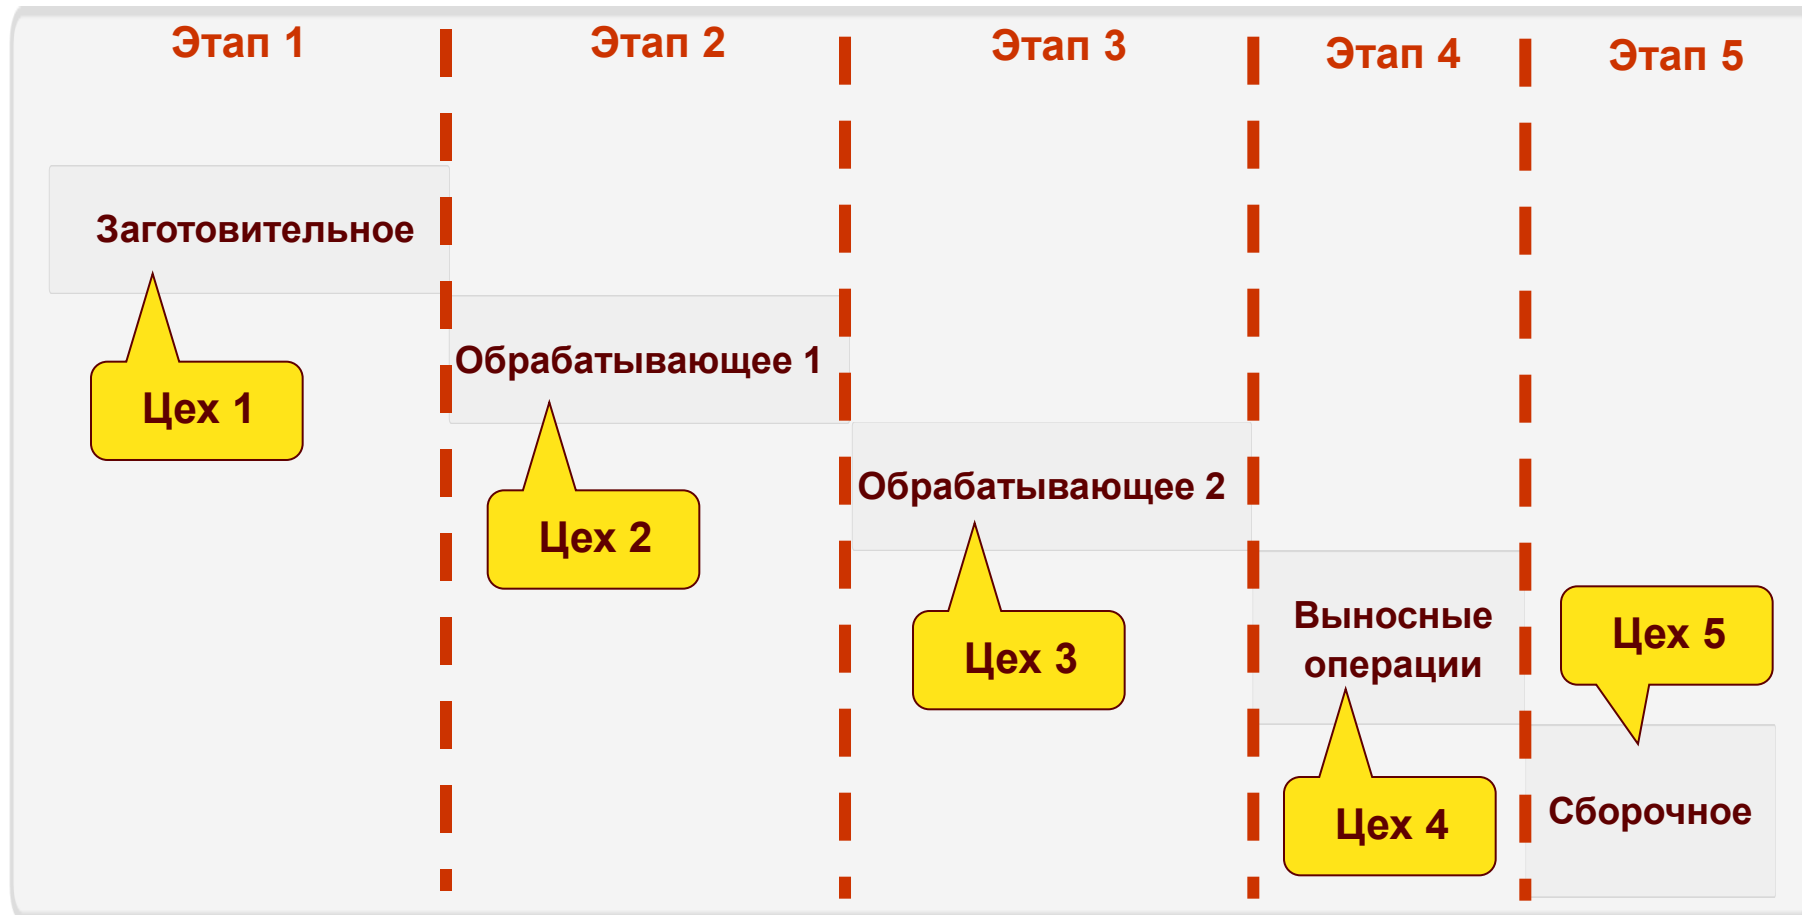 Этап 1
Этап 2
Этап 3
Этап 4
Этап 5
Заготовительное
Цех 1
Обрабатывающее 1
Цех 2
Обрабатывающее 2
Цех 3
Выносные
операции
Цех 4
Цех 5
Сборочное